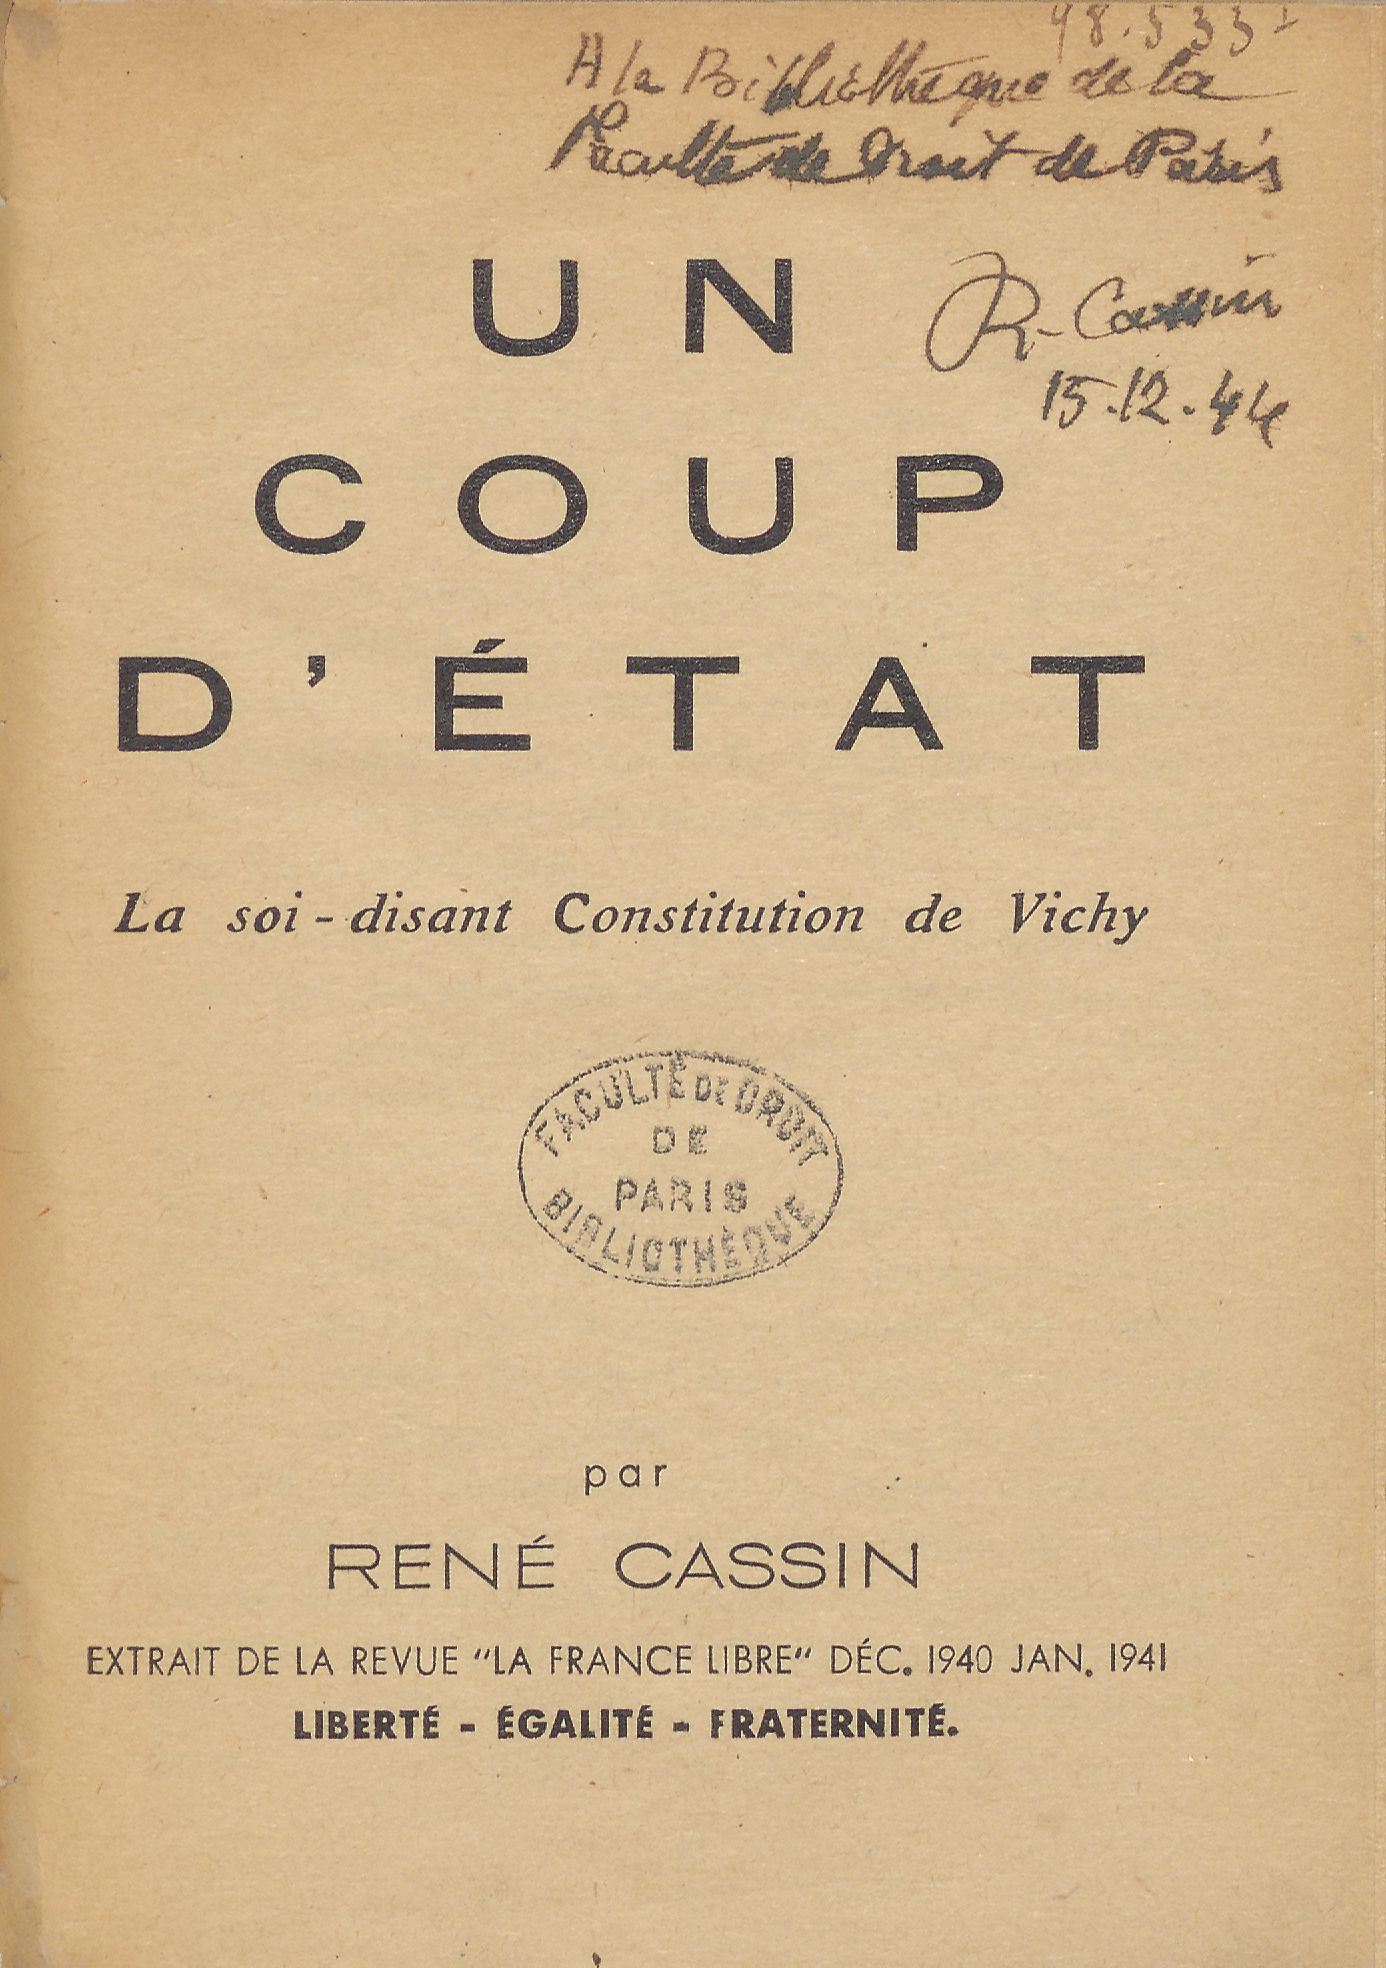 98.533 I
A la Bibliothèque de la
Faculté de Droit de Paris
R. Cassin
15.12.44
UN
COUP
D'ÉTAT
La soi-disant Constitution de Vichy
FACULTÉ DE DROIT
DE
PARIS
BIBLIOTHÈQUE
par
RENÉ CASSIN
EXTRAIT DE LA REVUE "LA FRANCE LIBRE" DÉC. 1940 JAN. 1941
LIBERTÉ - ÉGALITÉ - FRATERNITÉ.